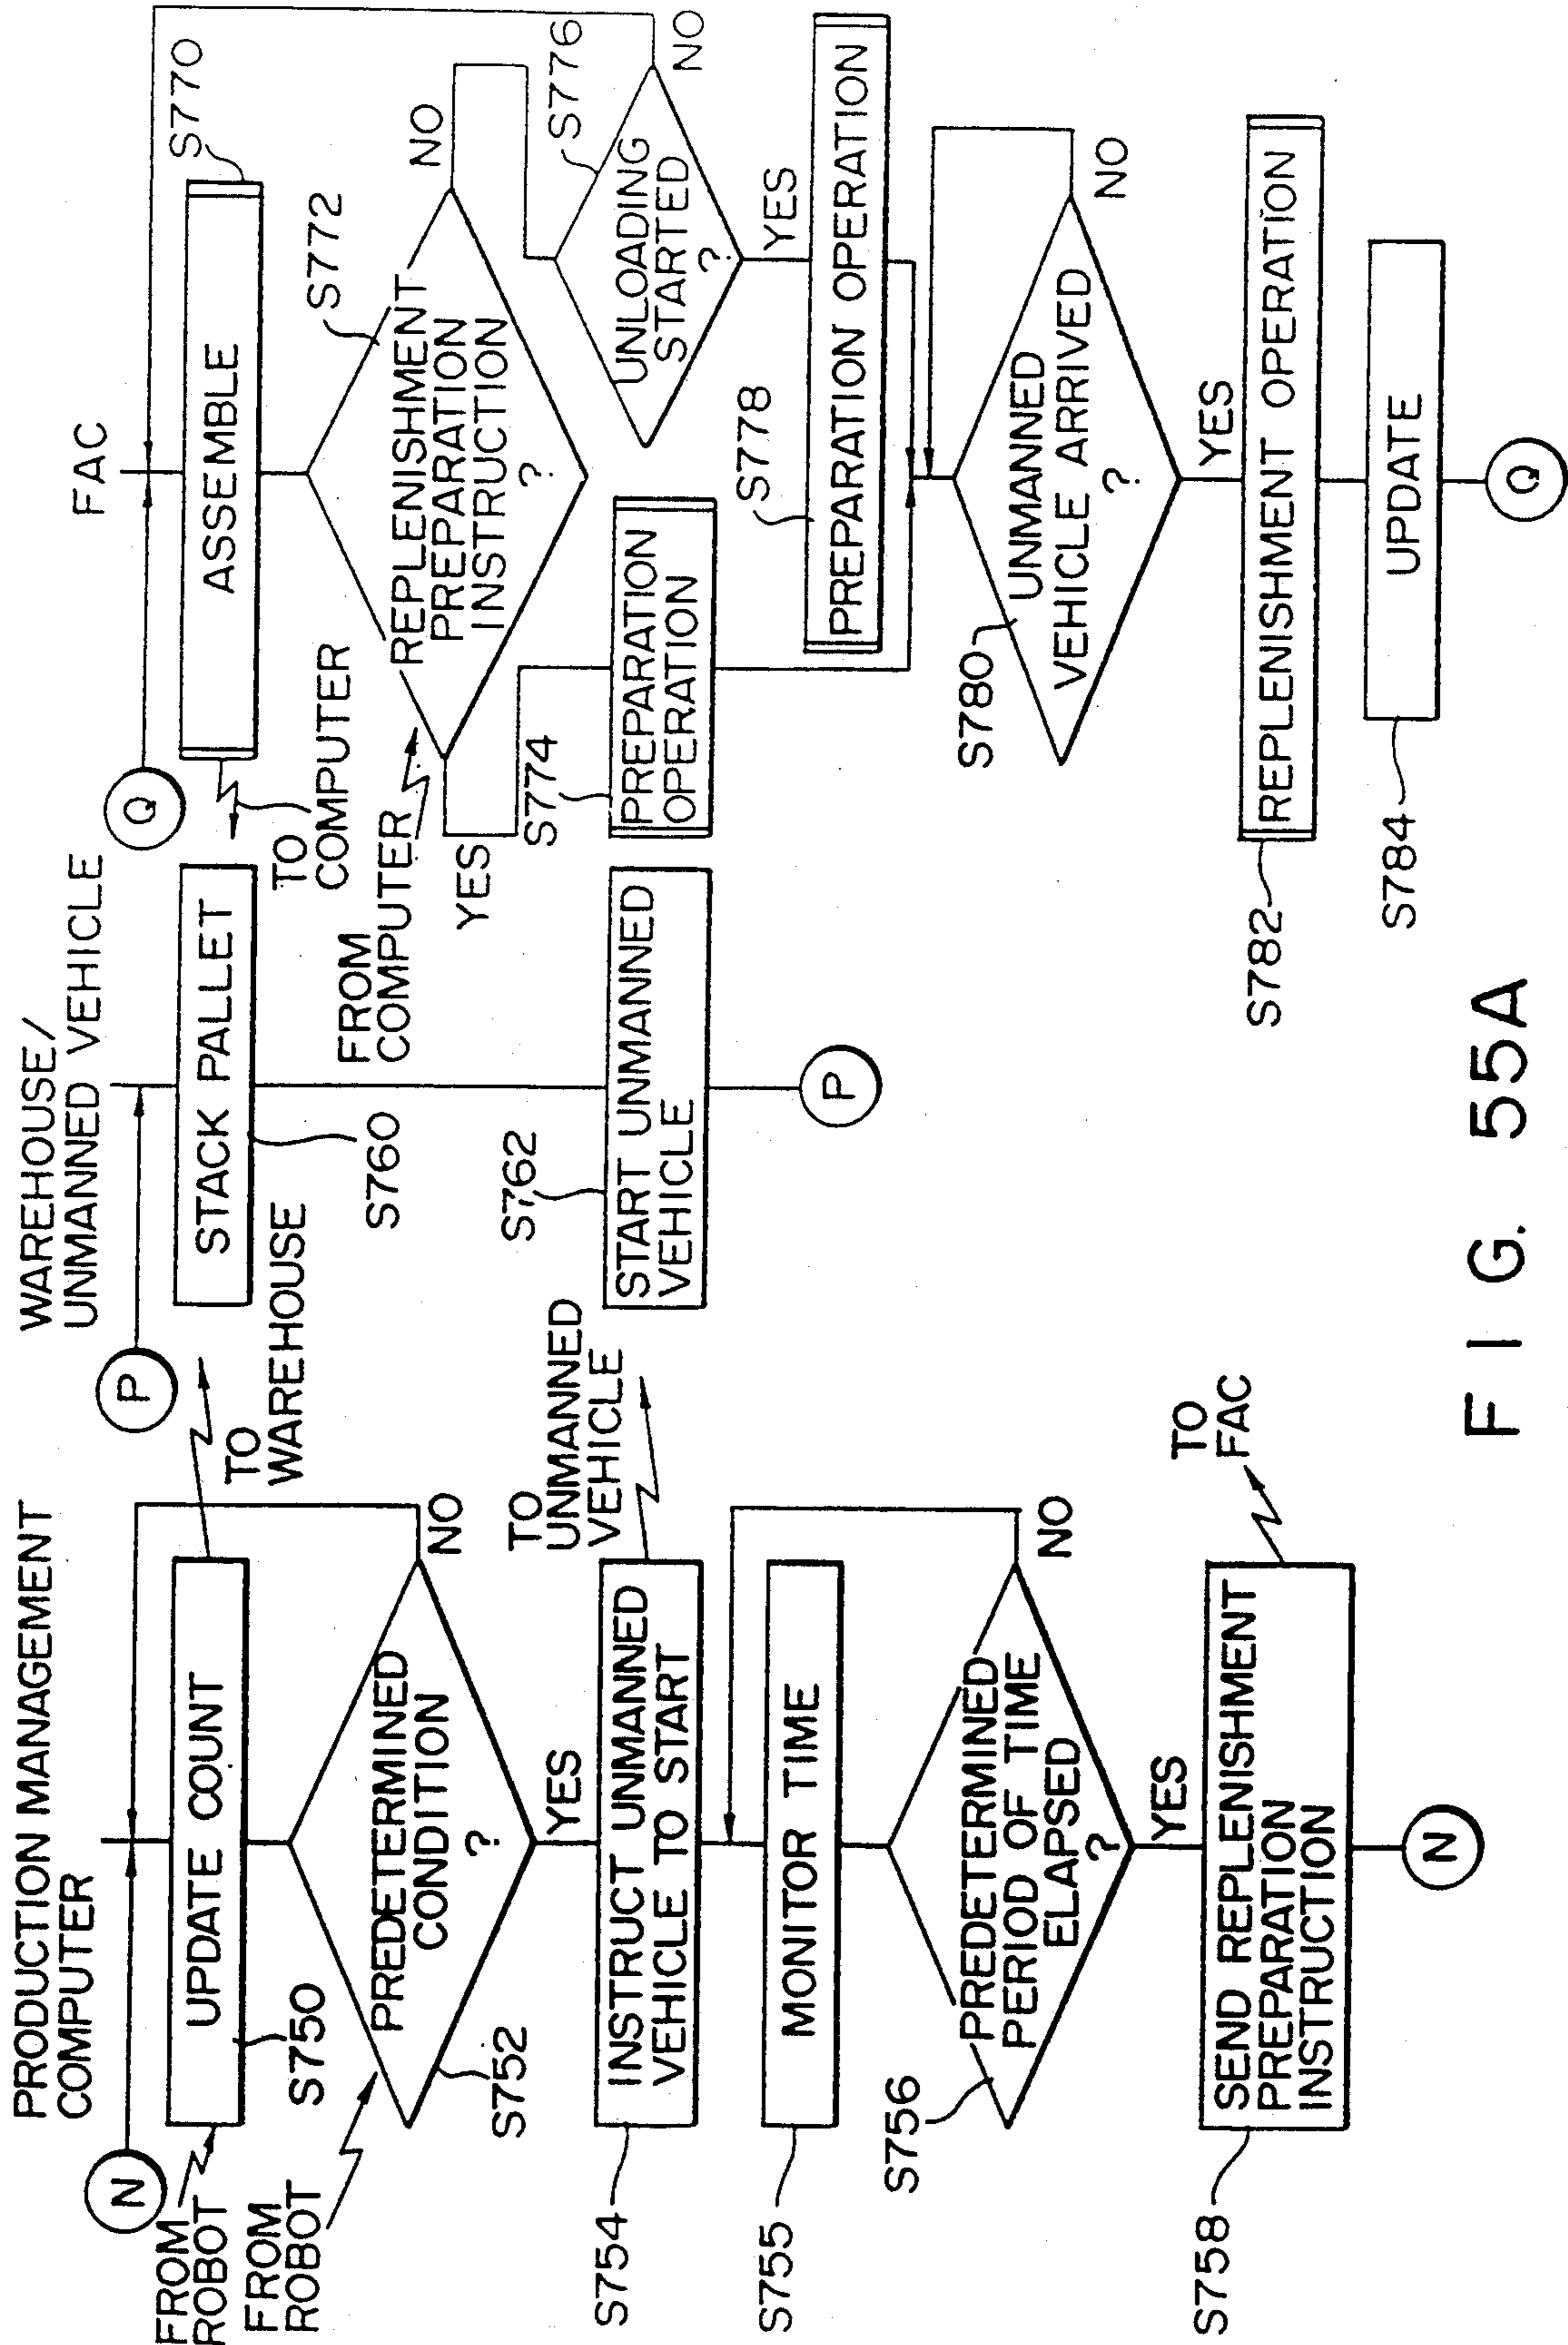 PRODUCTION MANAGEMENT
COMPUTER
N
FROM
ROBOT
UPDATE COUNT
S750
TO
WAREHOUSE
FROM
ROBOT
PREDETERMINED
CONDITION
?
S752
NO
YES
S754
INSTRUCT UNMANNED
VEHICLE TO START
TO
UNMANNED
VEHICLE
S755
MONITOR TIME
S756
PREDETERMINED
PERIOD OF TIME
ELAPSED
?
NO
YES
S758
SEND REPLENISHMENT
PREPARATION
INSTRUCTION
TO
FAC
N
WAREHOUSE/
UNMANNED VEHICLE
P
STACK PALLET
S760
S762
START UNMANNED
VEHICLE
P
FAC
Q
ASSEMBLE
S770
TO
COMPUTER
FROM
COMPUTER
S772
REPLENISHMENT
PREPARATION
INSTRUCTION
?
NO
YES
S774
PREPARATION
OPERATION
S776
UNLOADING
STARTED
?
NO
YES
S778
PREPARATION OPERATION
S780
UNMANNED
VEHICLE ARRIVED
?
NO
YES
S782
REPLENISHMENT OPERATION
S784
UPDATE
Q
FIG. 55A